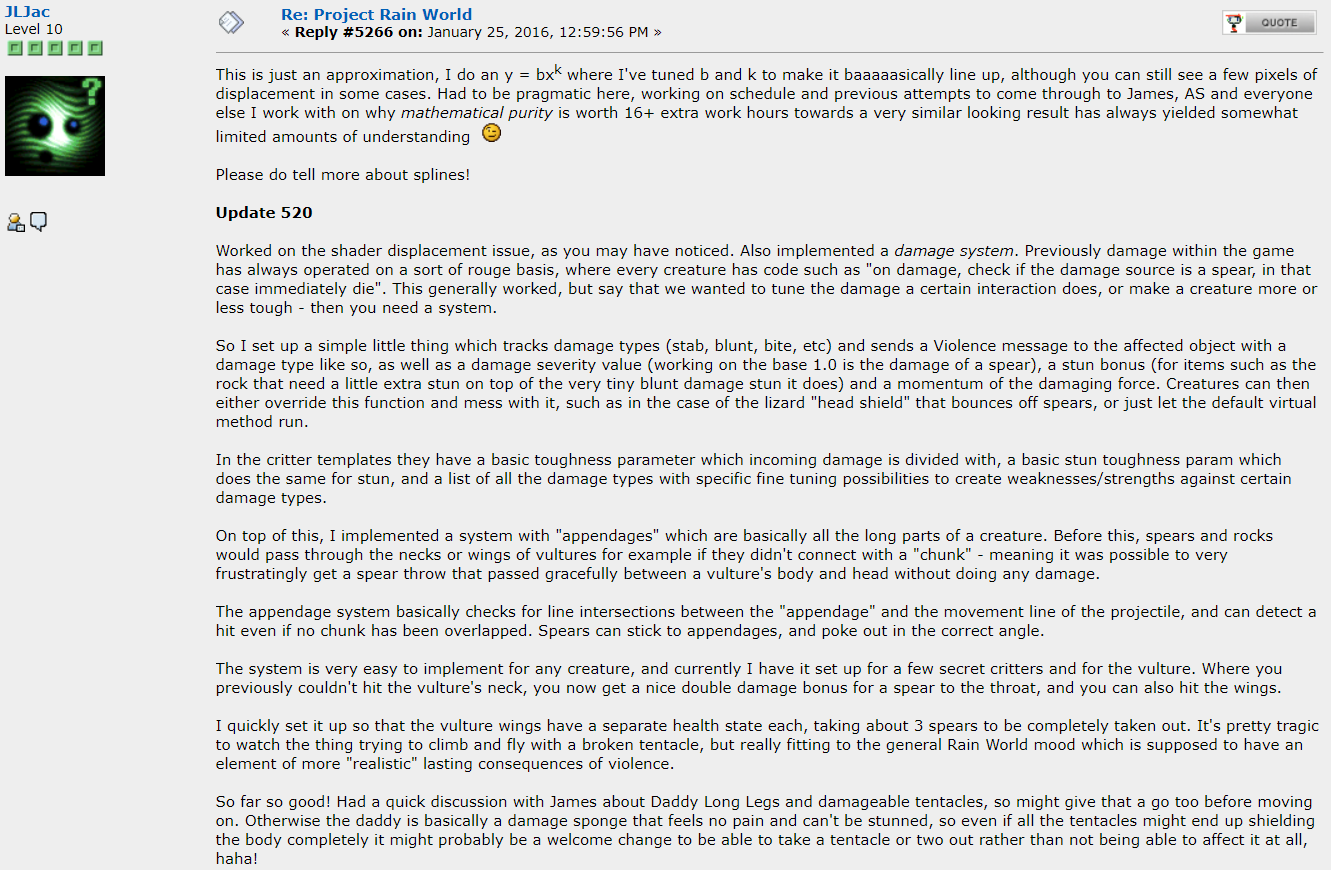 JLJac
Level 10
Re: Project Rain World
« Reply #5266 on: January 25, 2016, 12:59:56 PM »
QUOTE
This is just an approximation, I do an y = bx^k where I've tuned b and k to make it baaaaasically line up, although you can still see a few pixels of
displacement in some cases. Had to be pragmatic here, working on schedule and previous attempts to come through to James, AS and everyone
else I work with on why mathematical purity is worth 16+ extra work hours towards a very similar looking result has always yielded somewhat
limited amounts of understanding
Please do tell more about splines!
Update 520
Worked on the shader displacement issue, as you may have noticed. Also implemented a damage system. Previously damage within the game
has always operated on a sort of rouge basis, where every creature has code such as "on damage, check if the damage source is a spear, in that
case immediately die". This generally worked, but say that we wanted to tune the damage a certain interaction does, or make a creature more or
less tough - then you need a system.
So I set up a simple little thing which tracks damage types (stab, blunt, bite, etc) and sends a Violence message to the affected object with a
damage type like so, as well as a damage severity value (working on the base 1.0 is the damage of a spear), a stun bonus (for items such as the
rock that need a little extra stun on top of the very tiny blunt damage stun it does) and a momentum of the damaging force. Creatures can then
either override this function and mess with it, such as in the case of the lizard "head shield" that bounces off spears, or just let the default virtual
method run.
In the critter templates they have a basic toughness parameter which incoming damage is divided with, a basic stun toughness param which
does the same for stun, and a list of all the damage types with specific fine tuning possibilities to create weaknesses/strengths against certain
damage types.
On top of this, I implemented a system with "appendages" which are basically all the long parts of a creature. Before this, spears and rocks
would pass through the necks or wings of vultures for example if they didn't connect with a "chunk" - meaning it was possible to very
frustratingly get a spear throw that passed gracefully between a vulture's body and head without doing any damage.
The appendage system basically checks for line intersections between the "appendage" and the movement line of the projectile, and can detect a
hit even if no chunk has been overlapped. Spears can stick to appendages, and poke out in the correct angle.
The system is very easy to implement for any creature, and currently I have it set up for a few secret critters and for the vulture. Where you
previously couldn't hit the vulture's neck, you now get a nice double damage bonus for a spear to the throat, and you can also hit the wings.
I quickly set it up so that the vulture wings have a separate health state each, taking about 3 spears to be completely taken out. It's pretty tragic
to watch the thing trying to climb and fly with a broken tentacle, but really fitting to the general Rain World mood which is supposed to have an
element of more "realistic" lasting consequences of violence.
So far so good! Had a quick discussion with James about Daddy Long Legs and damageable tentacles, so might give that a go too before moving
on. Otherwise the daddy is basically a damage sponge that feels no pain and can't be stunned, so even if all the tentacles might end up shielding
the body completely it might probably be a welcome change to be able to take a tentacle or two out rather than not being able to affect it at all,
haha!